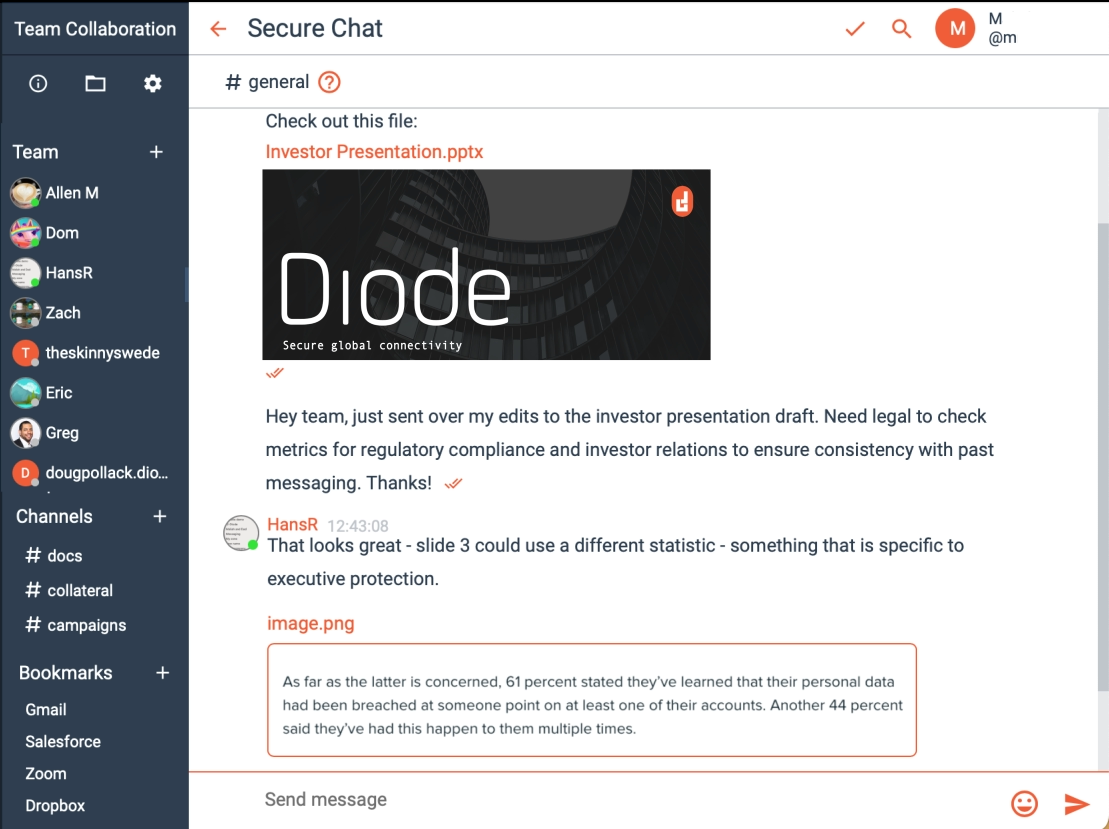 Team Collaboration
Team +
Allen M
Dom
HansR
Zach
T theskinnyswede
Eric
Greg
D dougpollack.dio...
Channels +
# docs
# collateral
# campaigns
Bookmarks +
Gmail
Salesforce
Zoom
Dropbox
Secure Chat
M
M
@m
# general ?
Check out this file:
Investor Presentation.pptx
Diode
Secure global connectivity
Hey team, just sent over my edits to the investor presentation draft. Need legal to check
metrics for regulatory compliance and investor relations to ensure consistency with past
messaging. Thanks!
HansR 12:43:08
That looks great - slide 3 could use a different statistic - something that is specific to
executive protection.
image.png
As far as the latter is concerned, 61 percent stated they've learned that their personal data
had been breached at someone point on at least one of their accounts. Another 44 percent
said they've had this happen to them multiple times.
Send message